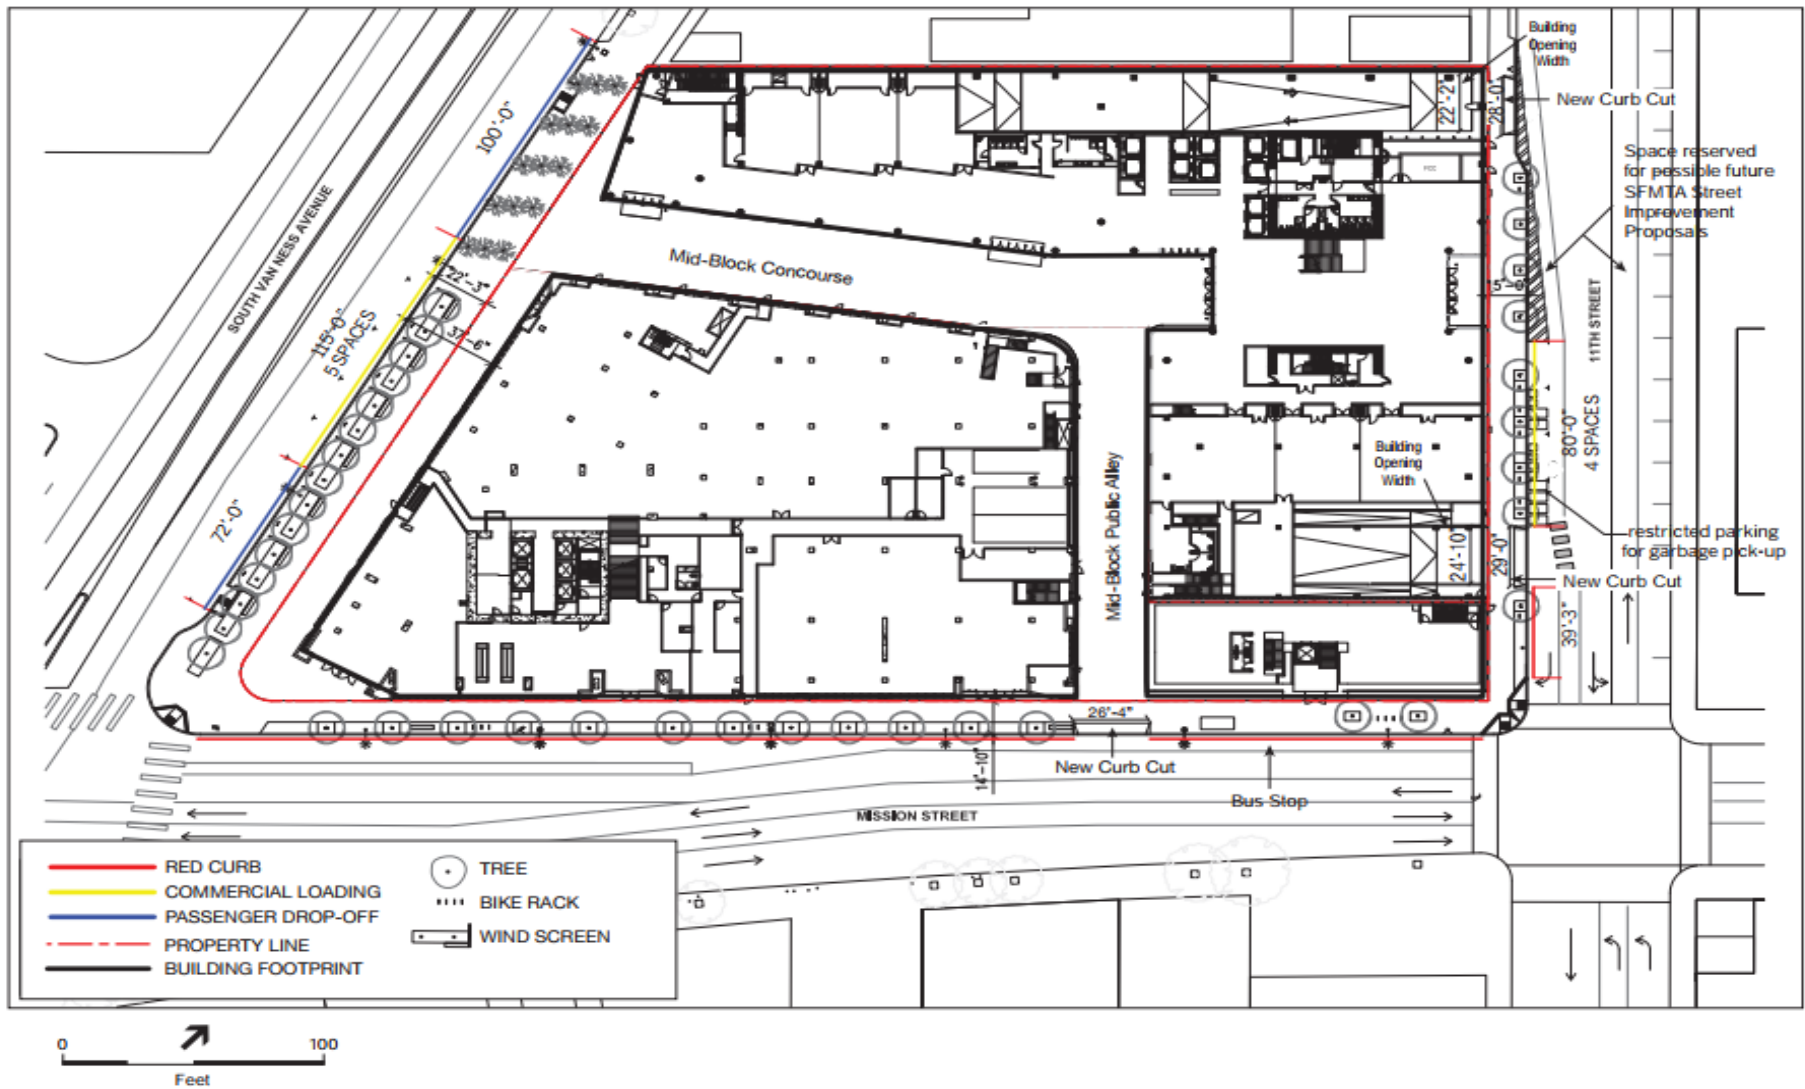 Building
Opening
Width
New Curb Cut
22'-2"
28'-0"
100'-0"
Space reserved
for possible future
SFMTA Street
Improvement
Proposals
SOUTH VAN NESS AVENUE
Mid-Block Concourse
22'-3"
115'-0"
5 SPACES
37'-6"
11TH STREET
80'-0"
4 SPACES
Building
Opening
Width
Mid-Block Public Alley
72'-0"
restricted parking
for garbage pick-up
24'-10"
29'-0"
New Curb Cut
39'-3"
26'-4"
14'-10"
New Curb Cut
Bus Stop
MISSION STREET
RED CURB
COMMERCIAL LOADING
PASSENGER DROP-OFF
PROPERTY LINE
BUILDING FOOTPRINT
TREE
BIKE RACK
WIND SCREEN
0 100
Feet